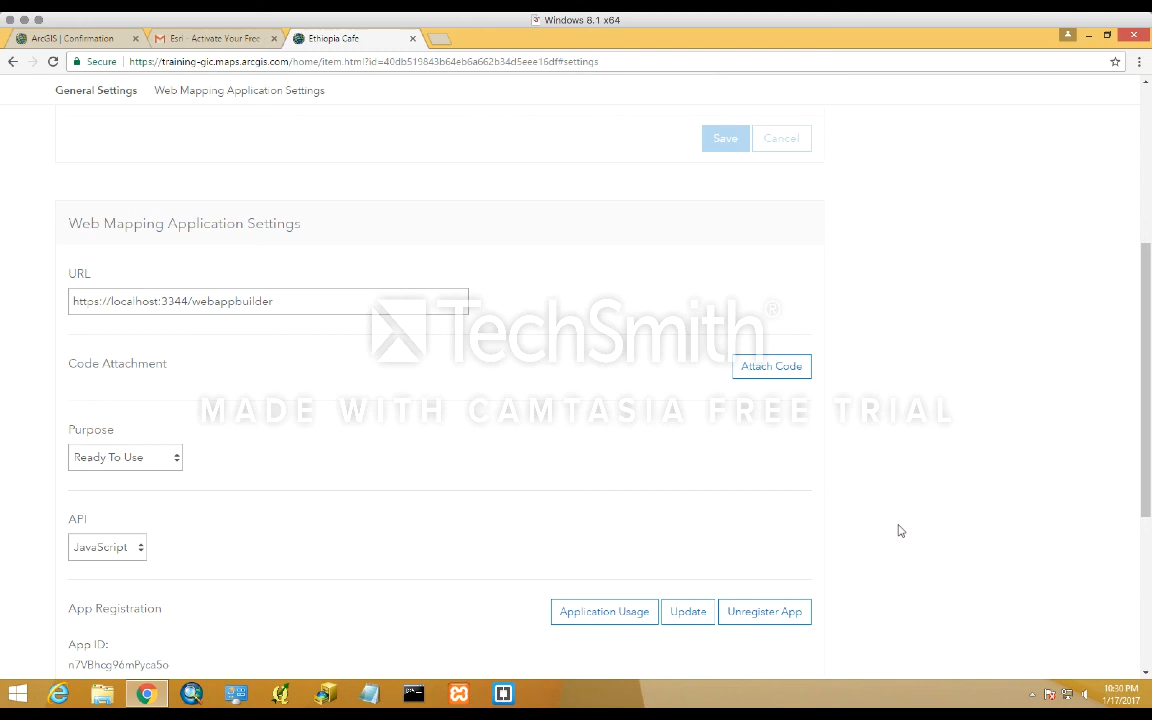 Windows 8.1 x64
ArcGIS | Confirmation
Esri - Activate Your Free
Ethiopia Cafe
Secure
https://training-gic.maps.arcgis.com/home/item.html?id=40db519843b64eb6a662b34d5eee16df#settings
General Settings
Web Mapping Application Settings
Save
Cancel
Web Mapping Application Settings
URL
https://localhost:3344/webappbuilder
TechSmith®
Code Attachment
Attach Code
MADE WITH CAMTASIA FREE TRIAL
Purpose
Ready To Use
API
JavaScript
App Registration
Application Usage
Update
Unregister App
App ID:
n7VBhcg96mPyca5o
10:30 PM
1/17/2017